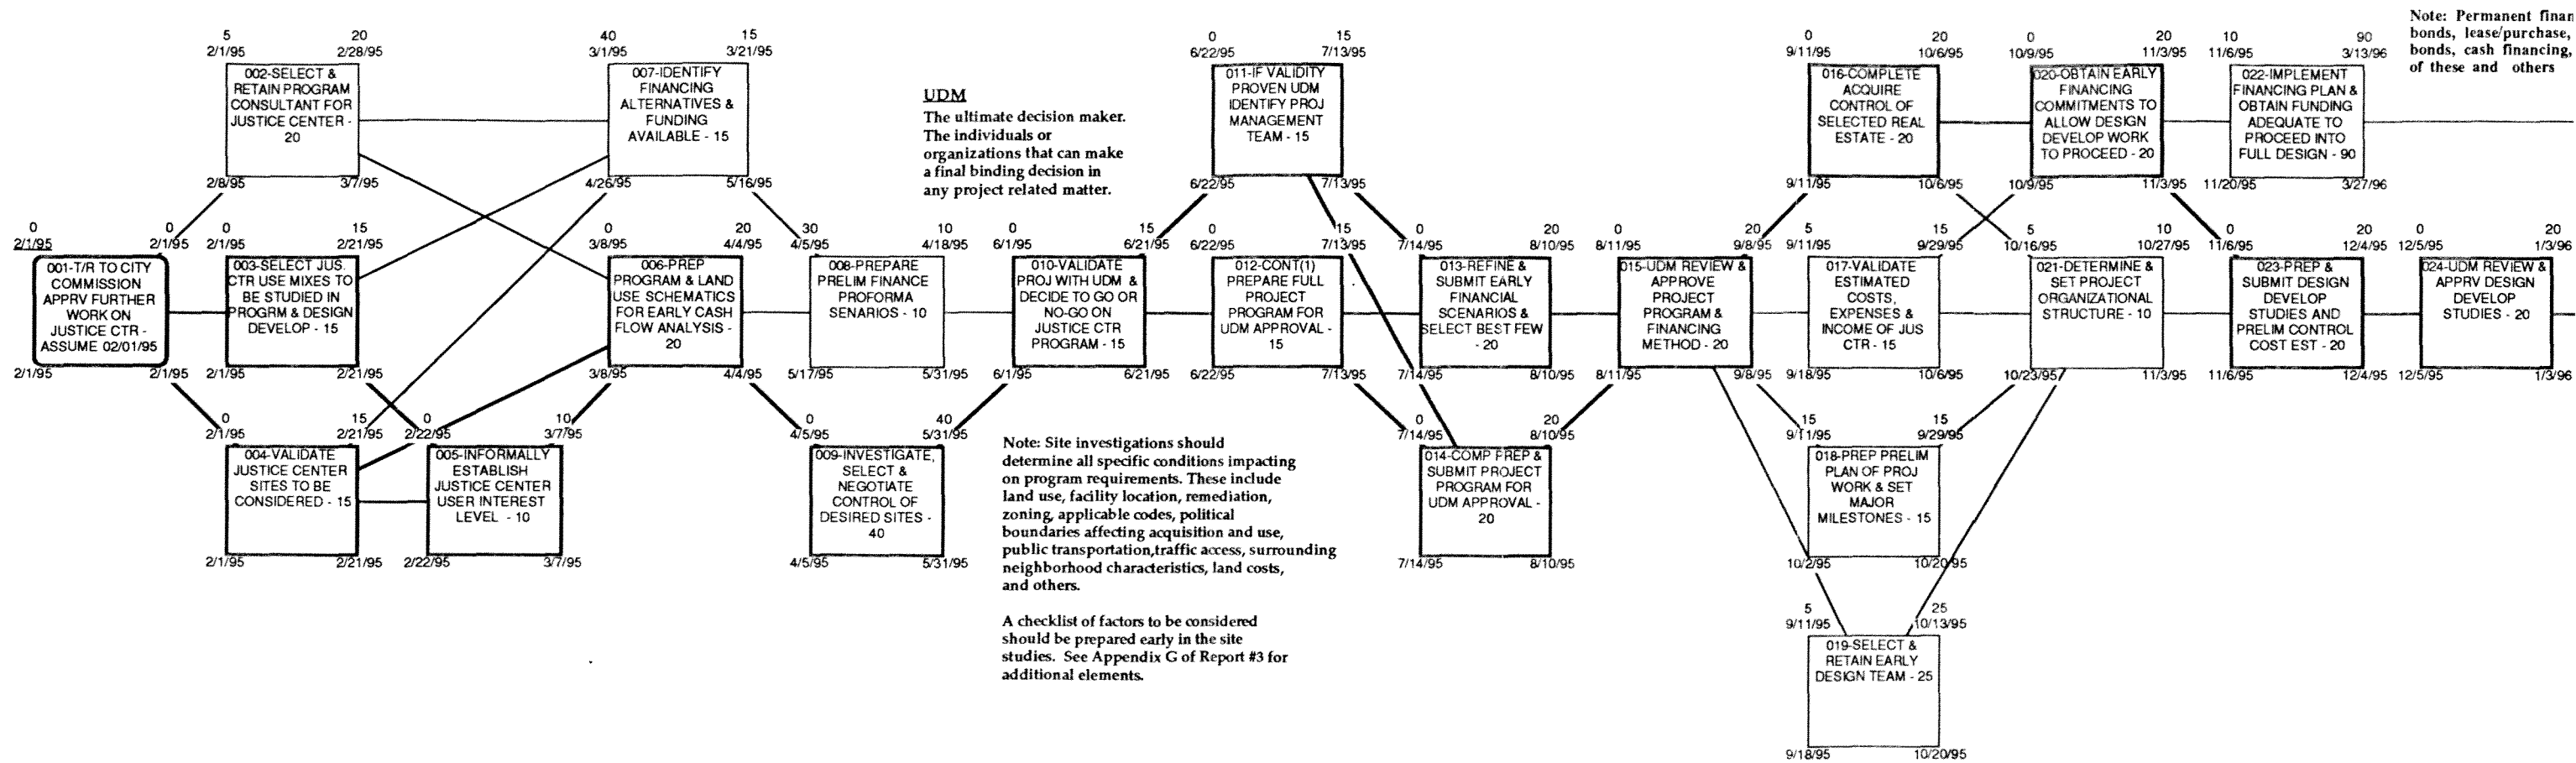 5 20
2/1/95 2/28/95
002-SELECT &
RETAIN PROGRAM
CONSULTANT FOR
JUSTICE CENTER -
20
2/8/95 3/7/95
40 15
3/1/95 3/21/95
007-IDENTIFY
FINANCING
ALTERNATIVES &
FUNDING
AVAILABLE - 15
4/26/95 5/16/95
UDM
The ultimate decision maker.
The individuals or
organizations that can make
a final binding decision in
any project related matter.
0 15
6/22/95 7/13/95
011-IF VALIDITY
PROVEN UDM
IDENTIFY PROJ
MANAGEMENT
TEAM - 15
6/22/95 7/13/95
0 20
9/11/95 10/6/95
016-COMPLETE
ACQUIRE
CONTROL OF
SELECTED REAL
ESTATE - 20
9/11/95 10/6/95
0 20
10/9/95 11/3/95
020-OBTAIN EARLY
FINANCING
COMMITMENTS TO
ALLOW DESIGN
DEVELOP WORK
TO PROCEED - 20
10/9/95 11/3/95
10 90
11/6/95 3/13/96
022-IMPLEMENT
FINANCING PLAN &
OBTAIN FUNDING
ADEQUATE TO
PROCEED INTO
FULL DESIGN - 90
11/20/95 3/27/96
Note: Permanent finan
bonds, lease/purchase,
bonds, cash financing,
of these and others
0 0
2/1/95 2/1/95
001-T/R TO CITY
COMMISSION
APPRV FURTHER
WORK ON
JUSTICE CTR -
ASSUME 02/01/95
2/1/95 2/1/95
0 15
2/1/95 2/21/95
003-SELECT JUS.
CTR USE MIXES TO
BE STUDIED IN
PROGRM & DESIGN
DEVELOP - 15
2/1/95 2/21/95
0 20
3/8/95 4/4/95
006-PREP
PROGRAM & LAND
USE SCHEMATICS
FOR EARLY CASH
FLOW ANALYSIS -
20
3/8/95 4/4/95
30 10
4/5/95 4/18/95
008-PREPARE
PRELIM FINANCE
PROFORMA
SENARIOS - 10
5/17/95 5/31/95
0 15
6/1/95 6/21/95
010-VALIDATE
PROJ WITH UDM &
DECIDE TO GO OR
NO-GO ON
JUSTICE CTR
PROGRAM - 15
6/1/95 6/21/95
0 15
6/22/95 7/13/95
012-CONT(1)
PREPARE FULL
PROJECT
PROGRAM FOR
UDM APPROVAL -
15
6/22/95 7/13/95
0 20
7/14/95 8/10/95
013-REFINE &
SUBMIT EARLY
FINANCIAL
SCENARIOS &
SELECT BEST FEW
- 20
7/14/95 8/10/95
0 20
8/11/95 9/8/95
015-UDM REVIEW &
APPROVE
PROJECT
PROGRAM &
FINANCING
METHOD - 20
8/11/95 9/8/95
5 15
9/11/95 9/29/95
017-VALIDATE
ESTIMATED
COSTS,
EXPENSES &
INCOME OF JUS
CTR - 15
9/18/95 10/6/95
5 10
10/16/95 10/27/95
021-DETERMINE &
SET PROJECT
ORGANIZATIONAL
STRUCTURE - 10
10/23/95 11/3/95
0 20
11/6/95 12/4/95
023-PREP &
SUBMIT DESIGN
DEVELOP
STUDIES AND
PRELIM CONTROL
COST EST - 20
11/6/95 12/4/95
0 20
12/5/95 1/3/96
024-UDM REVIEW &
APPRV DESIGN
DEVELOP
STUDIES - 20
12/5/95 1/3/96
0 15
2/1/95 2/21/95
004-VALIDATE
JUSTICE CENTER
SITES TO BE
CONSIDERED - 15
2/1/95 2/21/95
0 10
2/22/95 3/7/95
005-INFORMALLY
ESTABLISH
JUSTICE CENTER
USER INTEREST
LEVEL - 10
2/22/95 3/7/95
0 40
4/5/95 5/31/95
009-INVESTIGATE,
SELECT &
NEGOTIATE
CONTROL OF
DESIRED SITES -
40
4/5/95 5/31/95
Note: Site investigations should
determine all specific conditions impacting
on program requirements. These include
land use, facility location, remediation,
zoning, applicable codes, political
boundaries affecting acquisition and use,
public transportation,traffic access, surrounding
neighborhood characteristics, land costs,
and others.
A checklist of factors to be considered
should be prepared early in the site
studies. See Appendix G of Report #3 for
additional elements.
0 20
7/14/95 8/10/95
014-COMP PREP &
SUBMIT PROJECT
PROGRAM FOR
UDM APPROVAL -
20
7/14/95 8/10/95
15 15
9/11/95 9/29/95
018-PREP PRELIM
PLAN OF PROJ
WORK & SET
MAJOR
MILESTONES - 15
10/2/95 10/20/95
5 25
9/11/95 10/13/95
019-SELECT &
RETAIN EARLY
DESIGN TEAM - 25
9/18/95 10/20/95